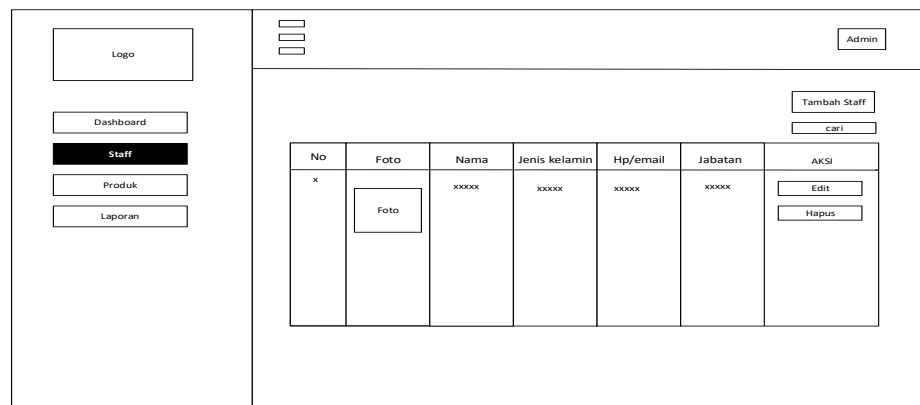 Logo
Admin
Dashboard
Staff
Produk
Laporan
Tambah Staff
cari
No Foto Nama Jenis kelamin Hp/email Jabatan AKSI
x Foto xxxxx xxxxx xxxxx xxxxx Edit
Hapus